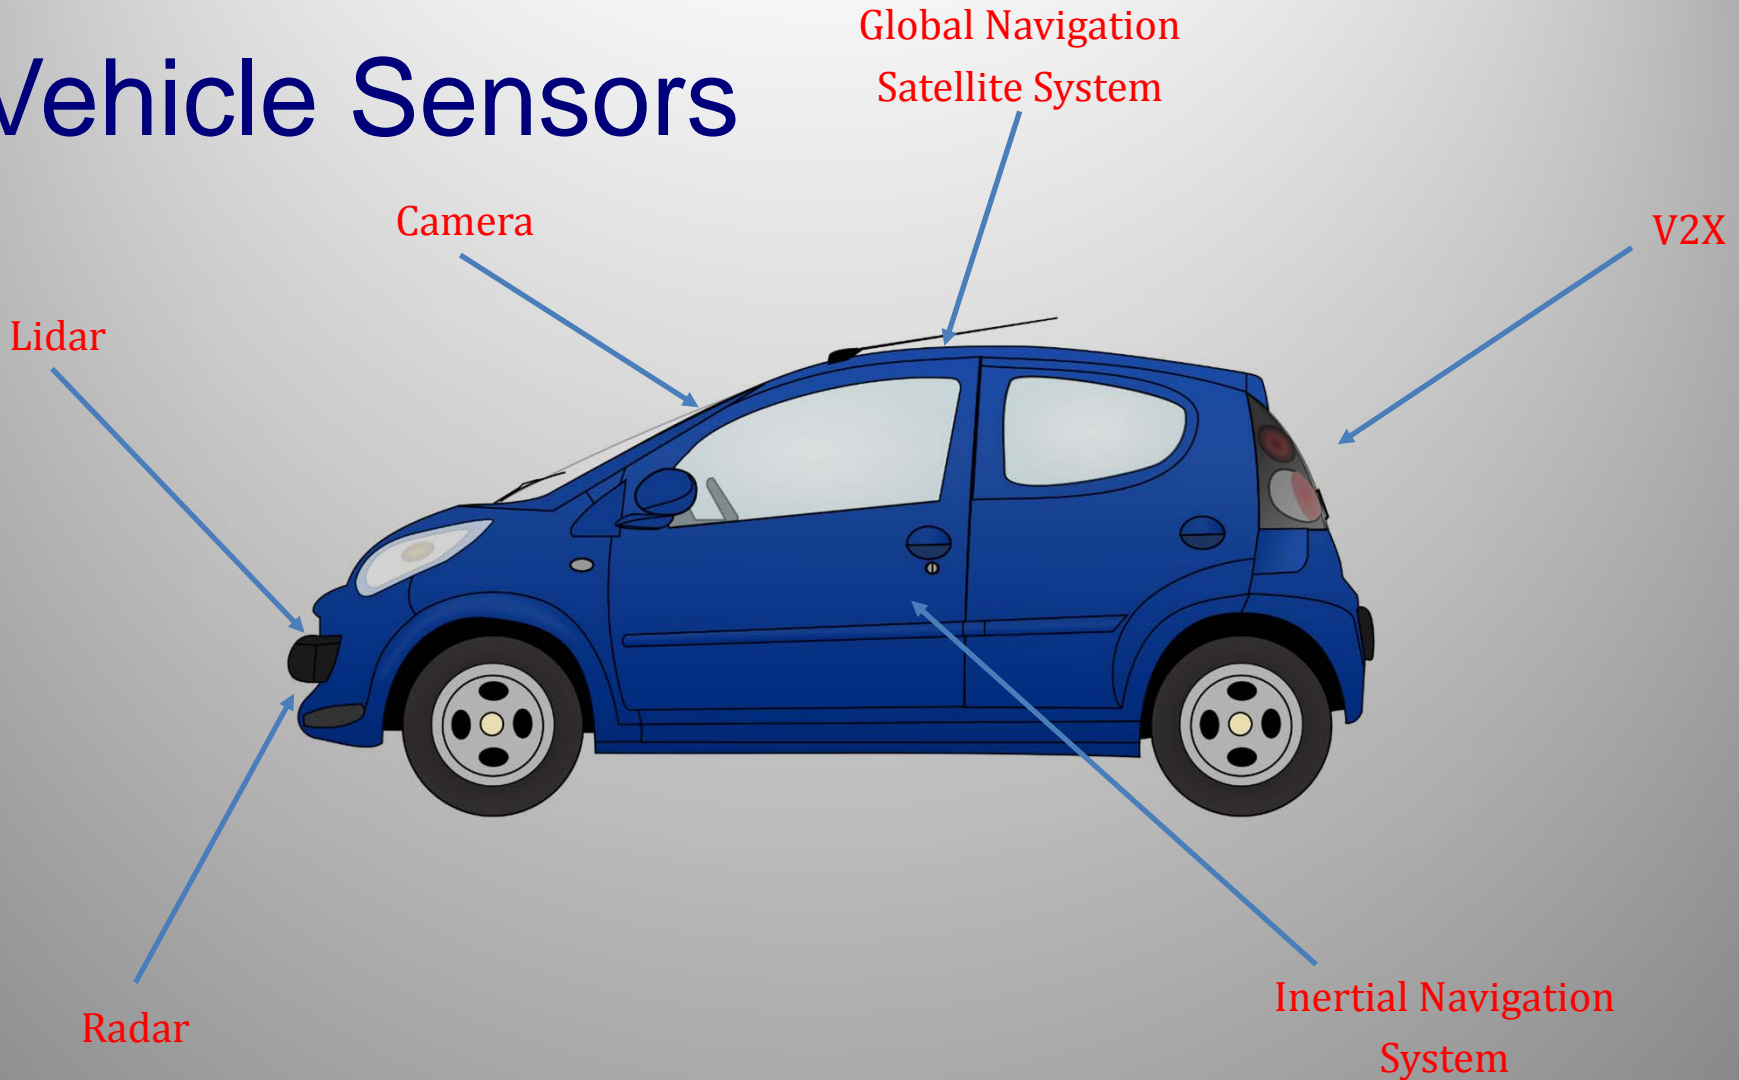 Vehicle Sensors
Global Navigation
Satellite System
Camera
V2X
Lidar
Radar
Inertial Navigation
System